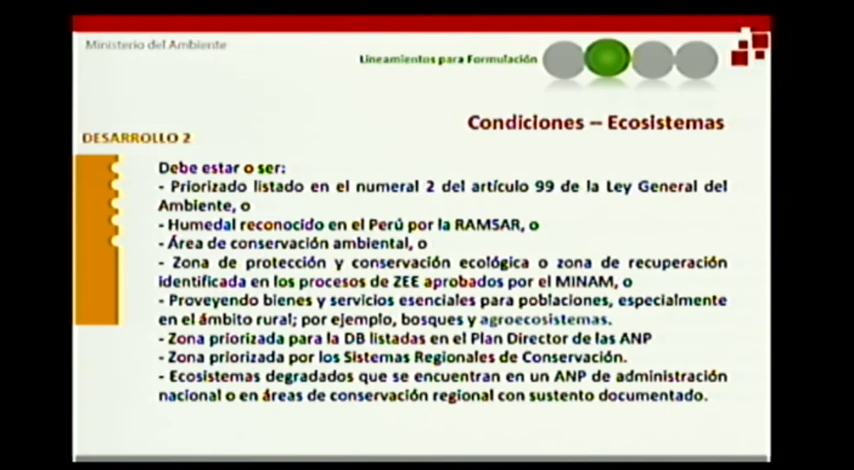 Ministerio del Ambiente
Lineamientos para Formulación
Condiciones – Ecosistemas
DESARROLLO 2
Debe estar o ser:
- Priorizado listado en el numeral 2 del artículo 99 de la Ley General del
Ambiente, o
- Humedal reconocido en el Perú por la RAMSAR, o
- Área de conservación ambiental, o
- Zona de protección y conservación ecológica o zona de recuperación
identificada en los procesos de ZEE aprobados por el MINAM, o
- Proveyendo bienes y servicios esenciales para poblaciones, especialmente
en el ámbito rural; por ejemplo, bosques y agroecosistemas.
- Zona priorizada para la DB listadas en el Plan Director de las ANP
- Zona priorizada por los Sistemas Regionales de Conservación.
- Ecosistemas degradados que se encuentran en un ANP de administración
nacional o en áreas de conservación regional con sustento documentado.